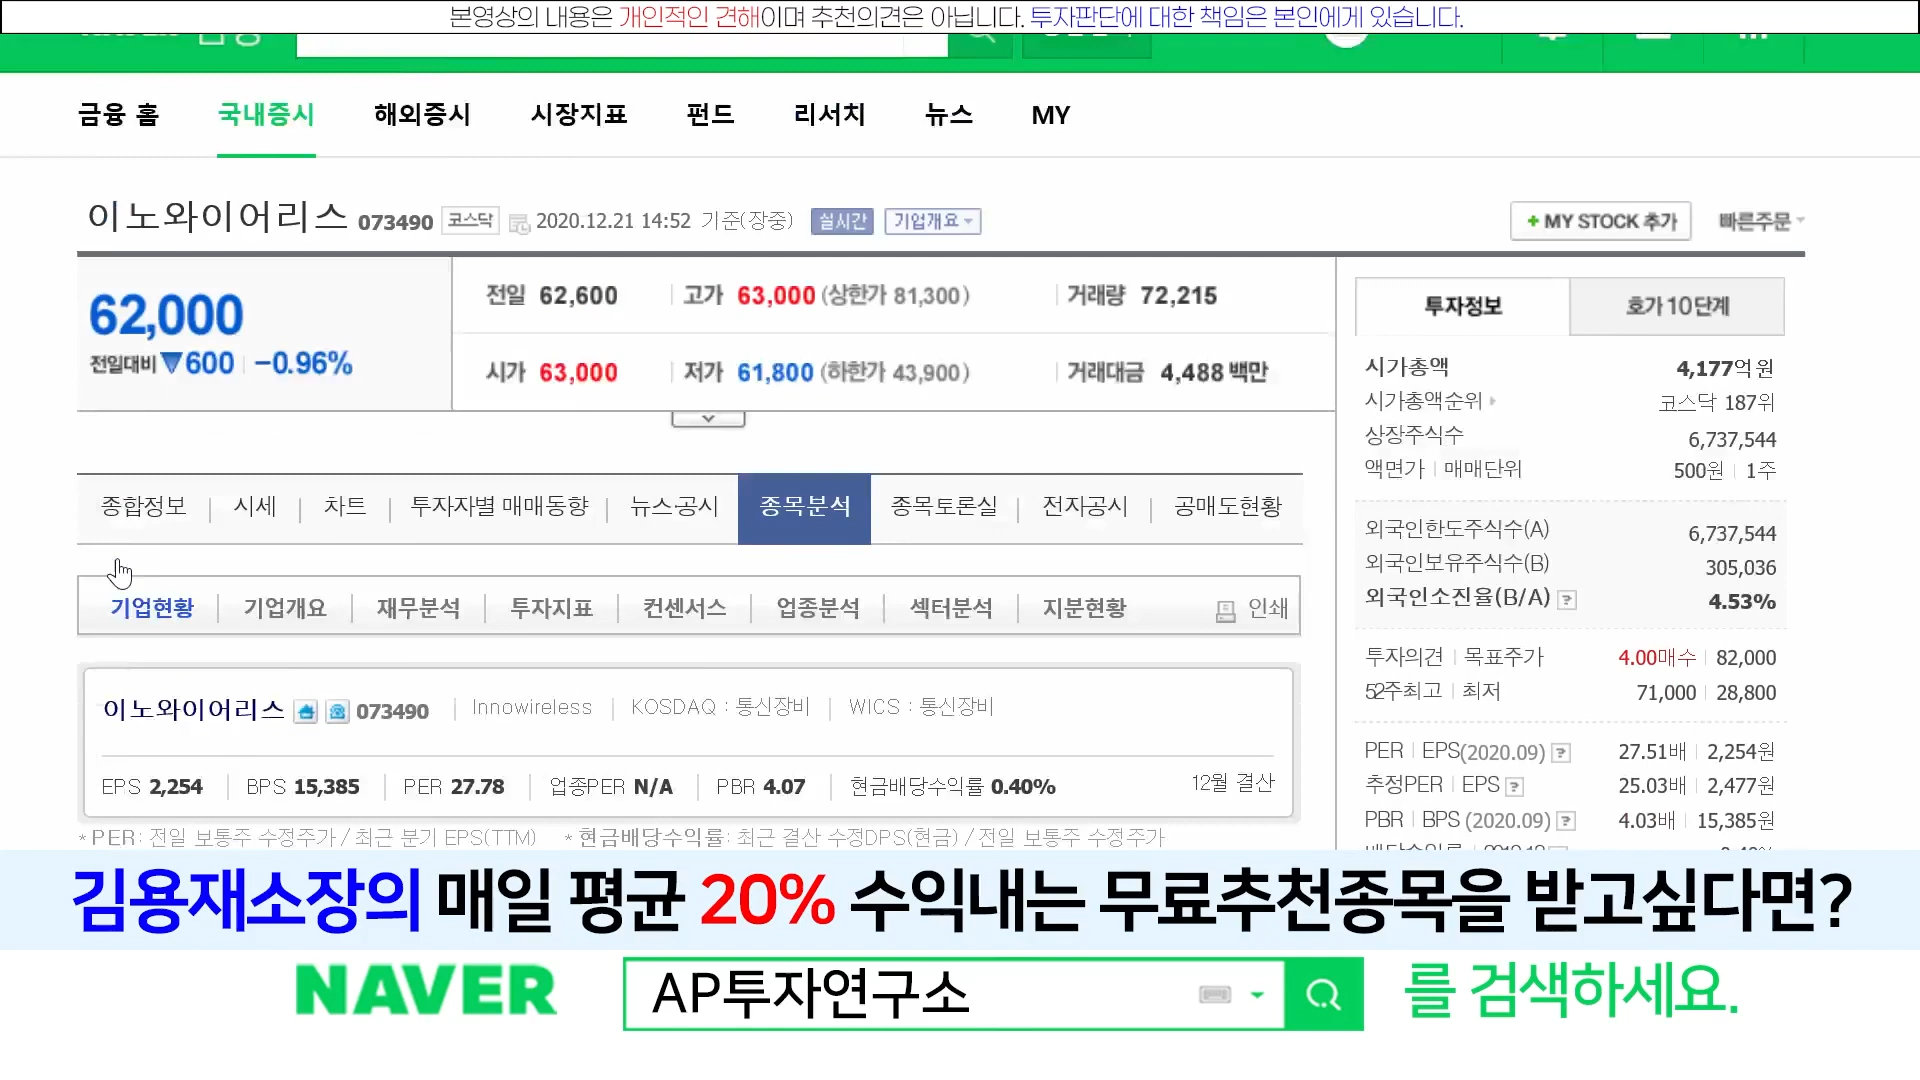 본영상의 내용은 개인적인 견해이며 추천의견은 아닙니다. 투자판단에 대한 책임은 본인에게 있습니다.
금융 홈 국내증시 해외증시 시장지표 펀드 리서치 뉴스 MY
이노와이어리스 073490 코스닥 2020.12.21 14:52 기준(장중) 실시간 기업개요
+ MY STOCK 추가 빠른주문
62,000
전일대비 ▼600 -0.96%
전일 62,600 고가 63,000 (상한가 81,300) 거래량 72,215
시가 63,000 저가 61,800 (하한가 43,900) 거래대금 4,488 백만
종합정보 시세 차트 투자자별 매매동향 뉴스·공시 종목분석 종목토론실 전자공시 공매도현황
기업현황 기업개요 재무분석 투자지표 컨센서스 업종분석 섹터분석 지분현황 인쇄
이노와이어리스 073490 Innowireless KOSDAQ : 통신장비 WICS : 통신장비
EPS 2,254 BPS 15,385 PER 27.78 업종PER N/A PBR 4.07 현금배당수익률 0.40% 12월 결산
* PER: 전일 보통주 수정주가 / 최근 분기 EPS(TTM) * 현금배당수익률: 최근 결산 수정DPS(현금) / 전일 보통주 수정주가
투자정보 호가 10단계
시가총액 4,177억원
시가총액순위 코스닥 187위
상장주식수 6,737,544
액면가 매매단위 500원 1주
외국인한도주식수(A) 6,737,544
외국인보유주식수(B) 305,036
외국인소진율(B/A) ? 4.53%
투자의견 목표주가 4.00매수 82,000
52주최고 최저 71,000 28,800
PER EPS(2020.09) ? 27.51배 2,254원
추정PER EPS ? 25.03배 2,477원
PBR BPS (2020.09) ? 4.03배 15,385원
김용재소장의 매일 평균 20% 수익내는 무료추천종목을 받고싶다면?
NAVER AP투자연구소 를 검색하세요.